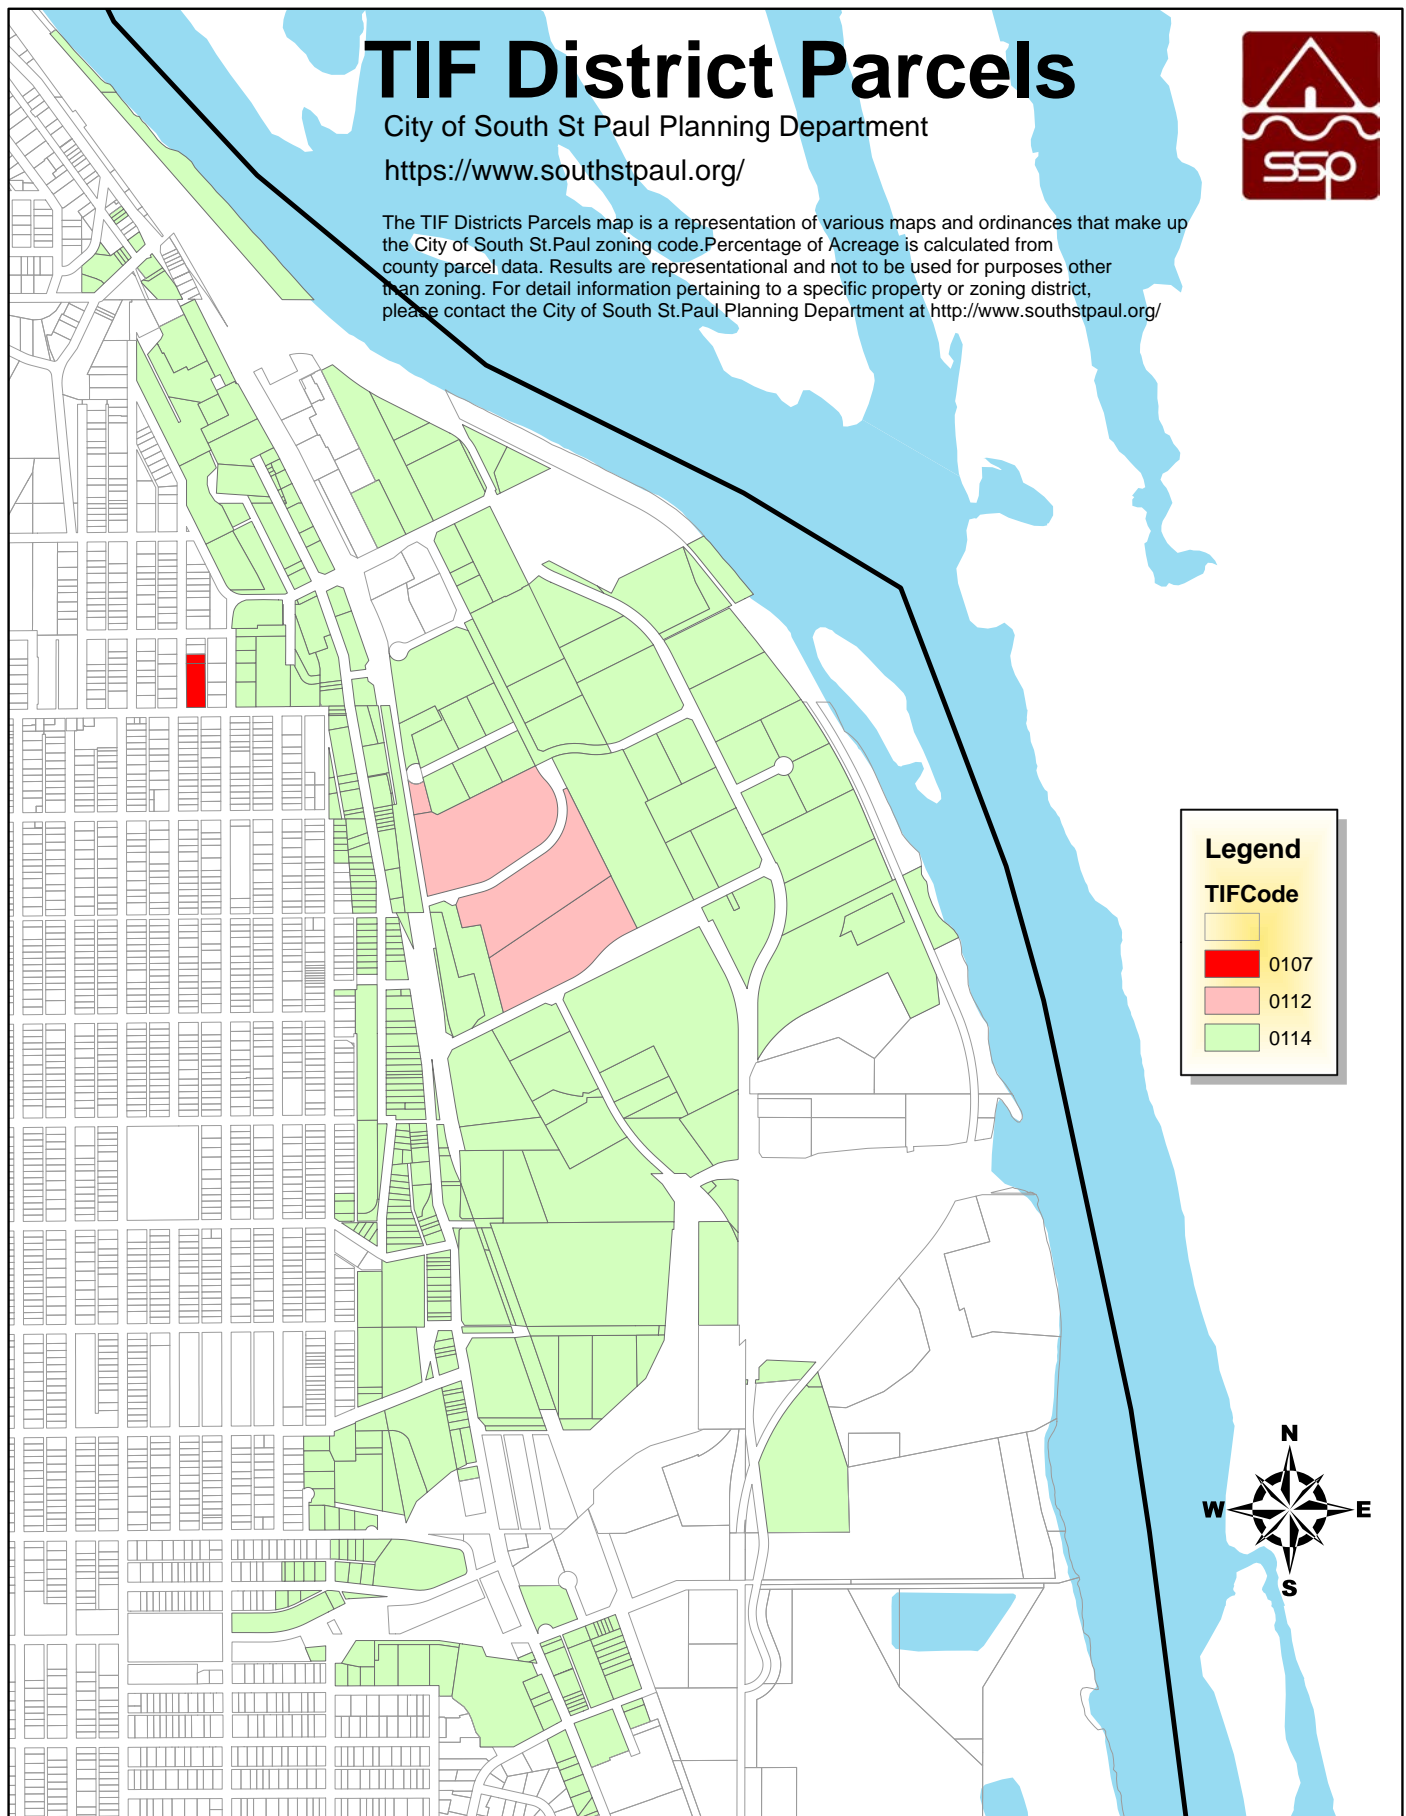 TIF District Parcels
City of South St Paul Planning Department
https://www.southstpaul.org/
The TIF Districts Parcels map is a representation of various maps and ordinances that make up
the City of South St.Paul zoning code.Percentage of Acreage is calculated from
county parcel data. Results are representational and not to be used for purposes other
than zoning. For detail information pertaining to a specific property or zoning district,
please contact the City of South St.Paul Planning Department at http://www.southstpaul.org/
ssp
Legend
TIFCode
0107
0112
0114
N
W E
S